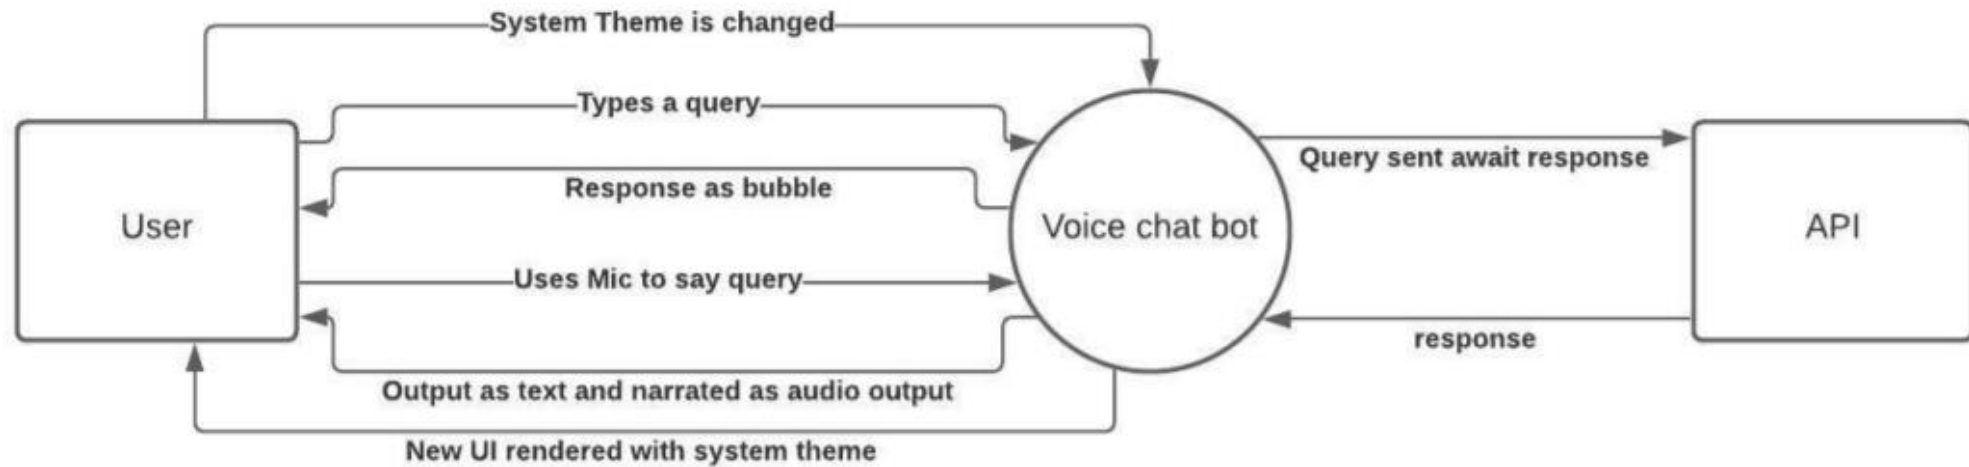 System Theme is changed
Types a query
Query sent await response
Response as bubble
User
Voice chat bot
API
Uses Mic to say query
response
Output as text and narrated as audio output
New UI rendered with system theme